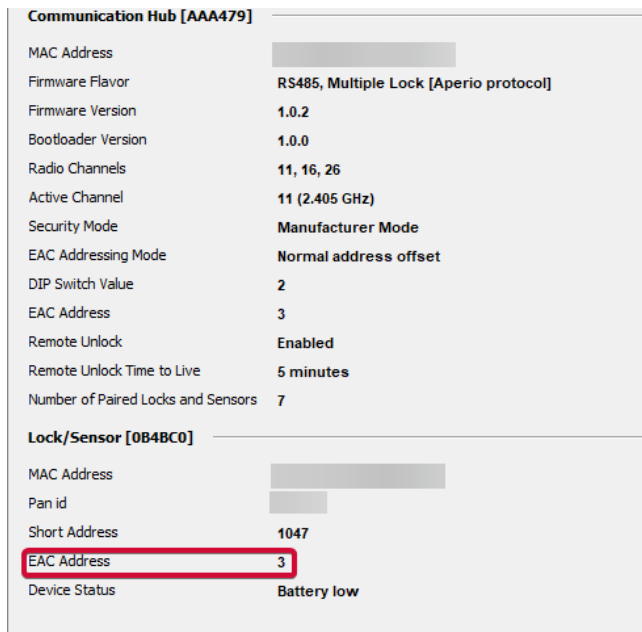 Communication Hub [AAA479]
MAC Address
Firmware Flavor RS485, Multiple Lock [Aperio protocol]
Firmware Version 1.0.2
Bootloader Version 1.0.0
Radio Channels 11, 16, 26
Active Channel 11 (2.405 GHz)
Security Mode Manufacturer Mode
EAC Addressing Mode Normal address offset
DIP Switch Value 2
EAC Address 3
Remote Unlock Enabled
Remote Unlock Time to Live 5 minutes
Number of Paired Locks and Sensors 7
Lock/Sensor [0B4BC0]
MAC Address
Pan id
Short Address 1047
EAC Address 3
Device Status Battery low